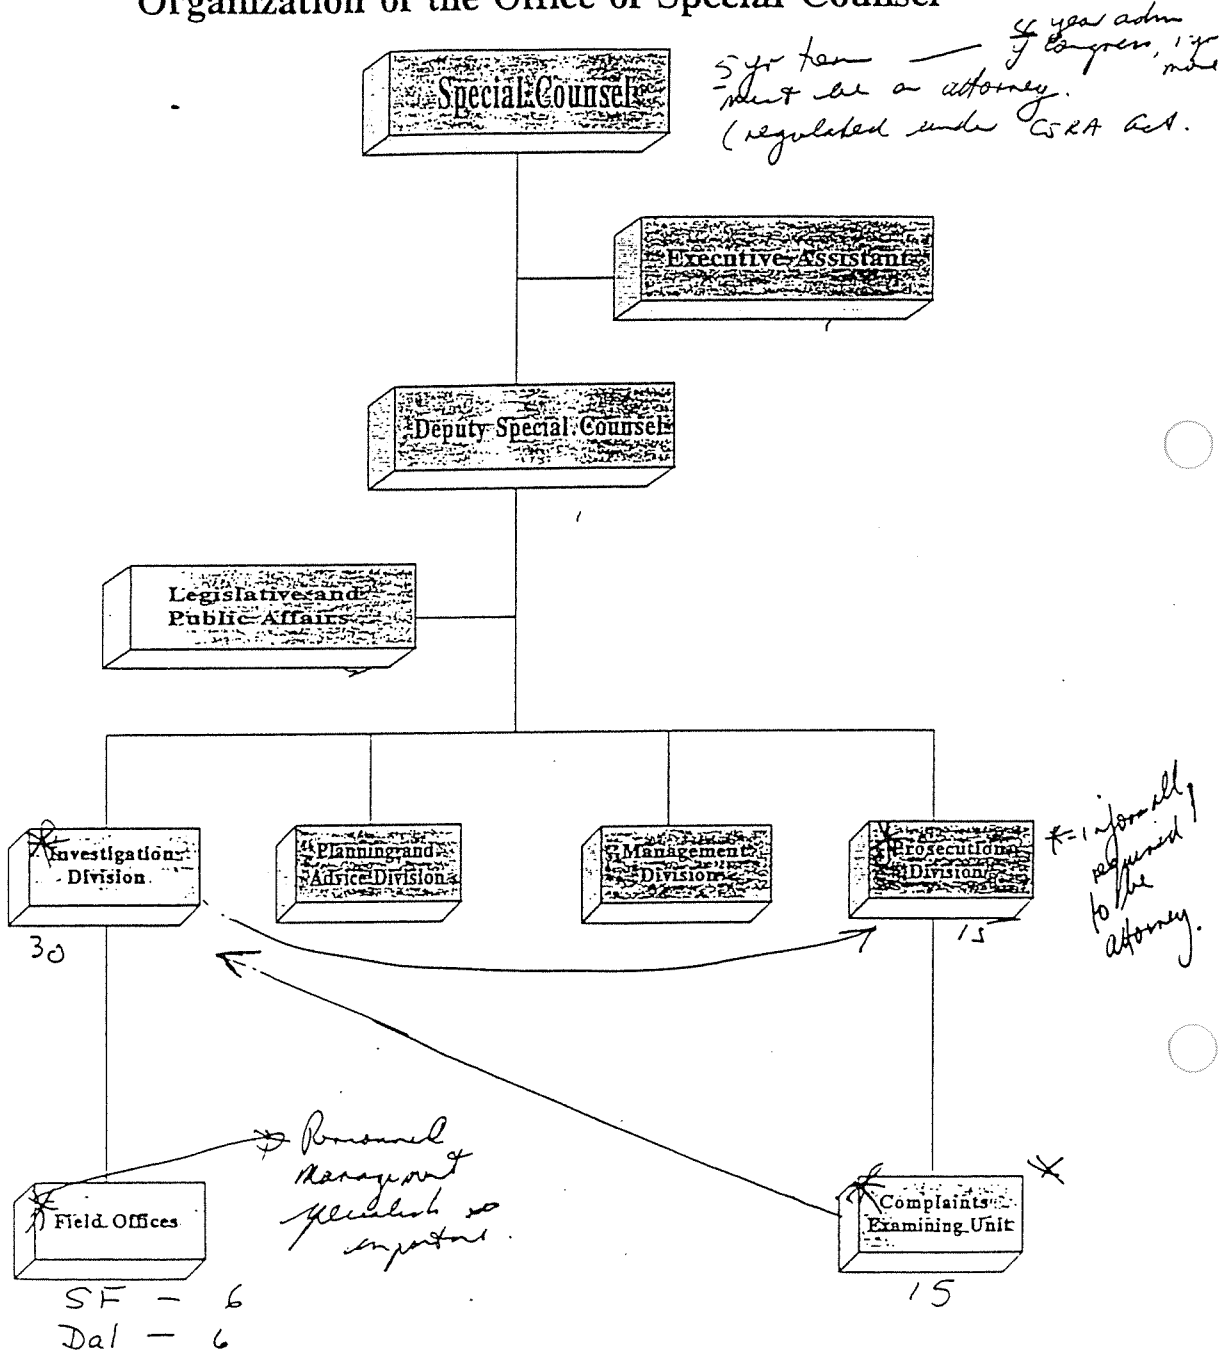 Organization of the Office of Special Counsel
Special Counsel
5 yr term — 4 year adm
of Congress, 1 yr
more
must be an attorney.
(regulated under CSRA Act.
Executive Assistant
Deputy Special Counsel
Legislative and
Public Affairs
Investigation
Division
30
Planning and
Advice Division
Management
Division
Prosecution
Division
15
*= informally
required
to be
attorney.
Field Offices
SF - 6
Dal - 6
* Personnel
management
specialists so
important.
Complaints
Examining Unit
15